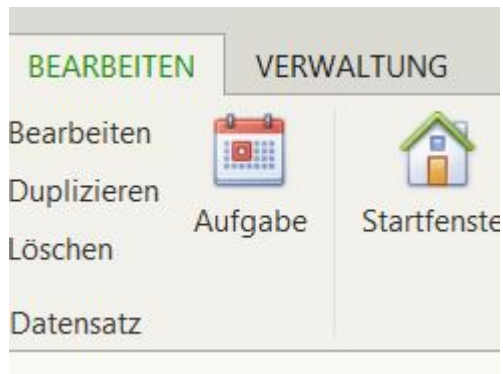 BEARBEITEN VERWALTUNG
Bearbeiten
Duplizieren
Löschen
Aufgabe
Startfenste
Datensatz